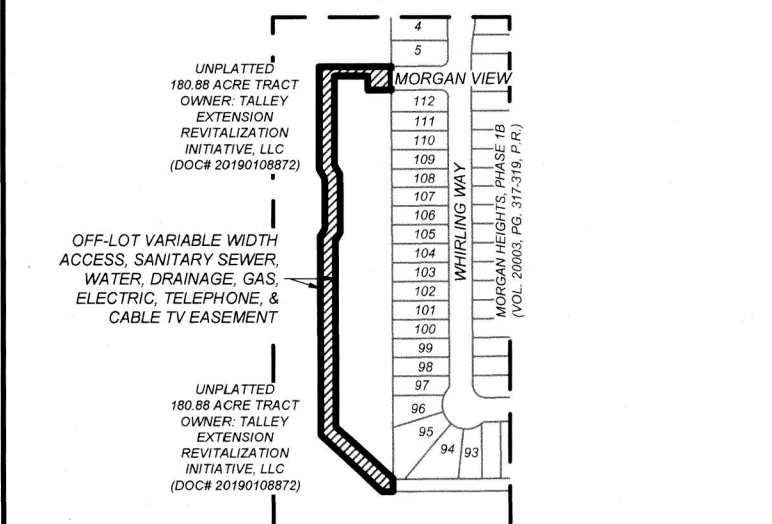 UNPLATTED
180.88 ACRE TRACT
OWNER: TALLEY
EXTENSION
REVITALIZATION
INITIATIVE, LLC
(DOC# 20190108872)
OFF-LOT VARIABLE WIDTH
ACCESS, SANITARY SEWER,
WATER, DRAINAGE, GAS,
ELECTRIC, TELEPHONE, &
CABLE TV EASEMENT
UNPLATTED
180.88 ACRE TRACT
OWNER: TALLEY
EXTENSION
REVITALIZATION
INITIATIVE, LLC
(DOC# 20190108872)
4
5
MORGAN VIEW
112
111
110
109
108
107
106
105
104
103
102
101
100
99
98
97
96
95
94
93
WHIRLING WAY
MORGAN HEIGHTS, PHASE 1B
(VOL. 20003, PG. 317-319, P.R.)